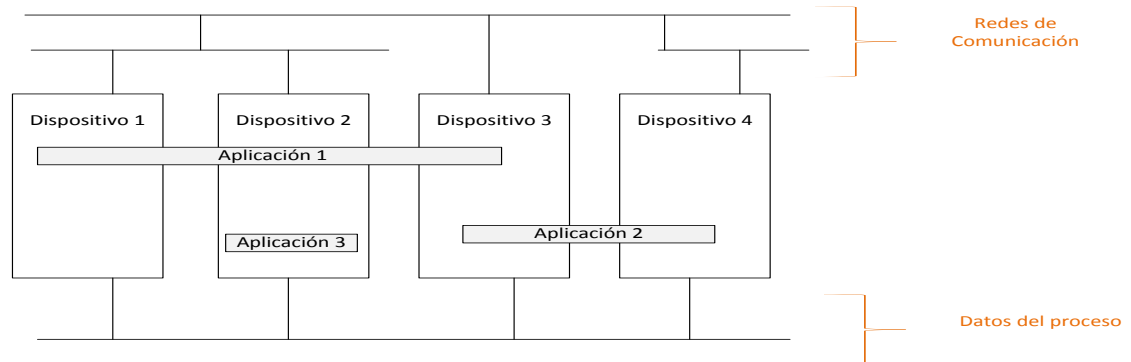 Redes de
Comunicación
Dispositivo 1
Dispositivo 2
Dispositivo 3
Dispositivo 4
Aplicación 1
Aplicación 2
Aplicación 3
Datos del proceso